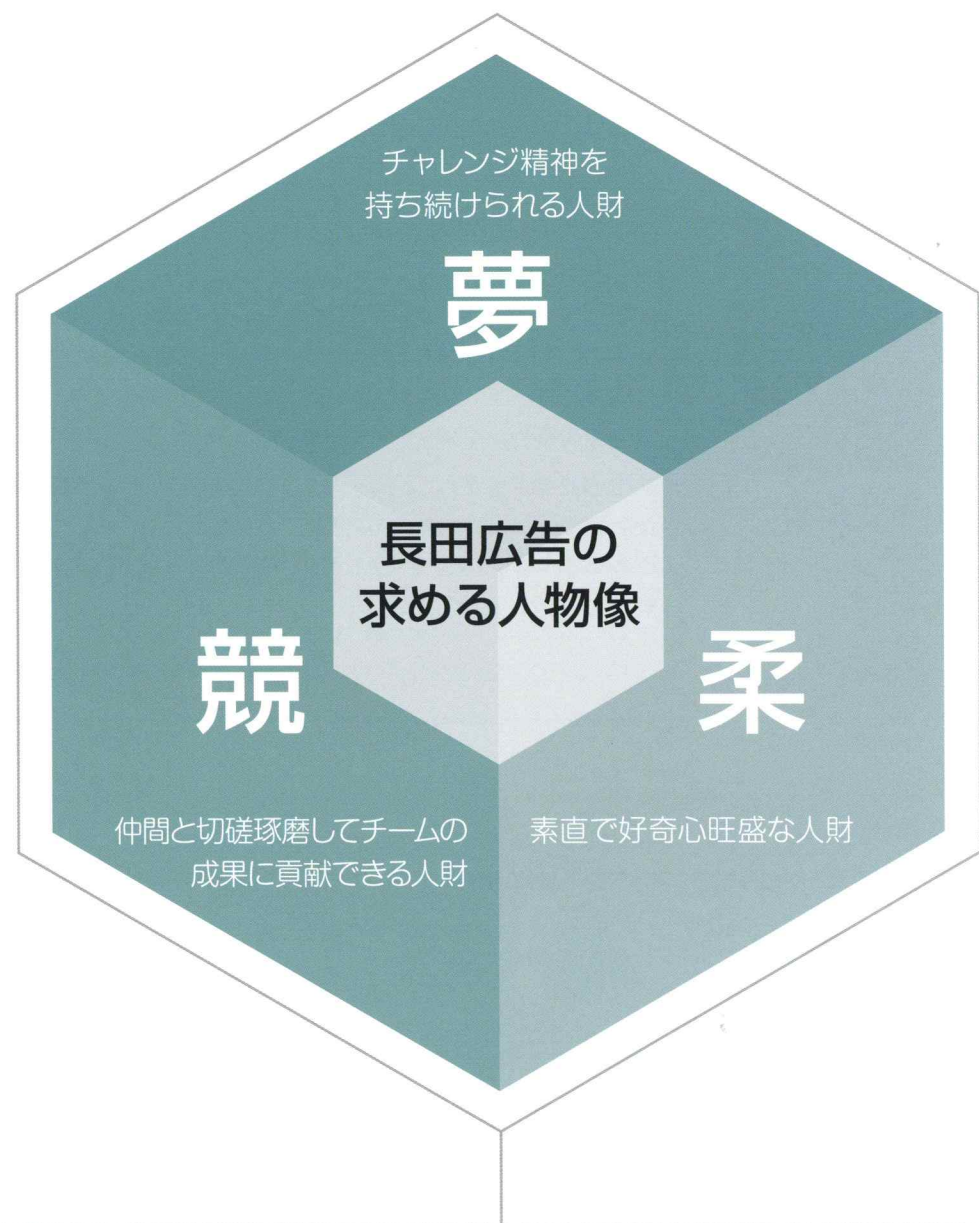 チャレンジ精神を
持ち続けられる人財
夢
長田広告の
求める人物像
競
仲間と切磋琢磨してチームの
成果に貢献できる人財
柔
素直で好奇心旺盛な人財